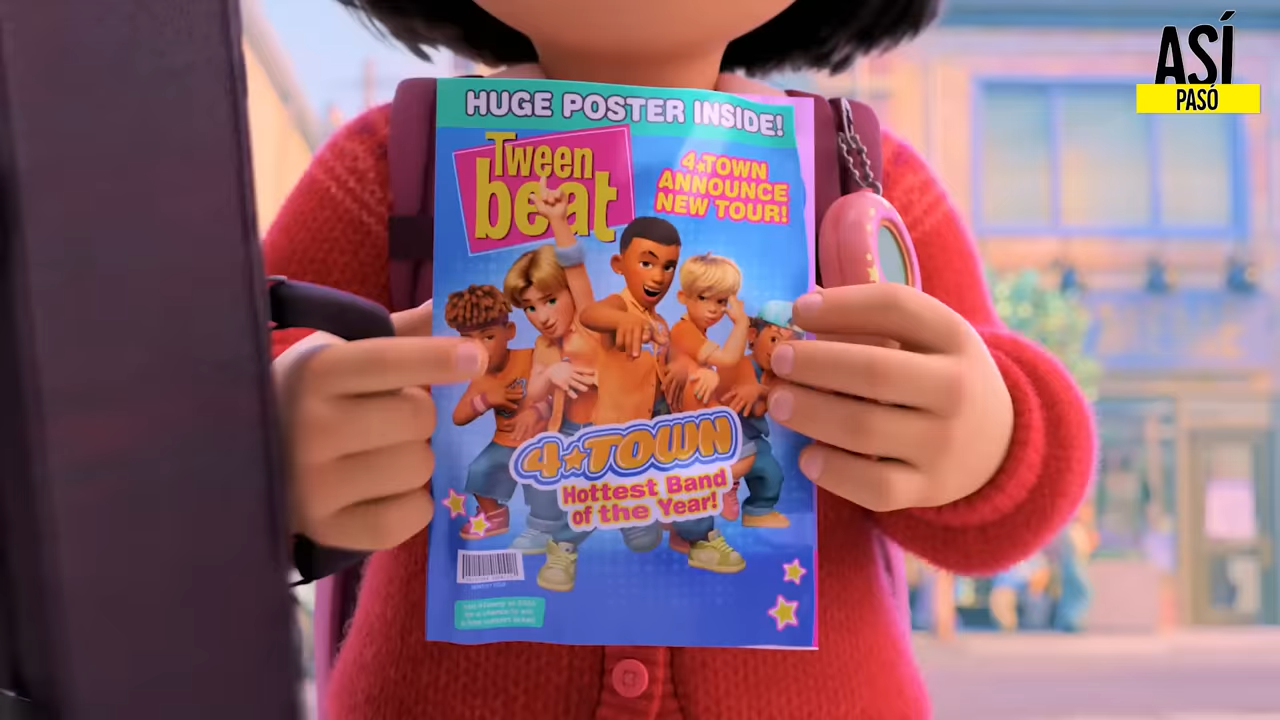 ASÍ
PASÓ
HUGE POSTER INSIDE!
Tween
beat
4★TOWN
ANNOUNCE
NEW TOUR!
4★TOWN
Hottest Band
of the Year!